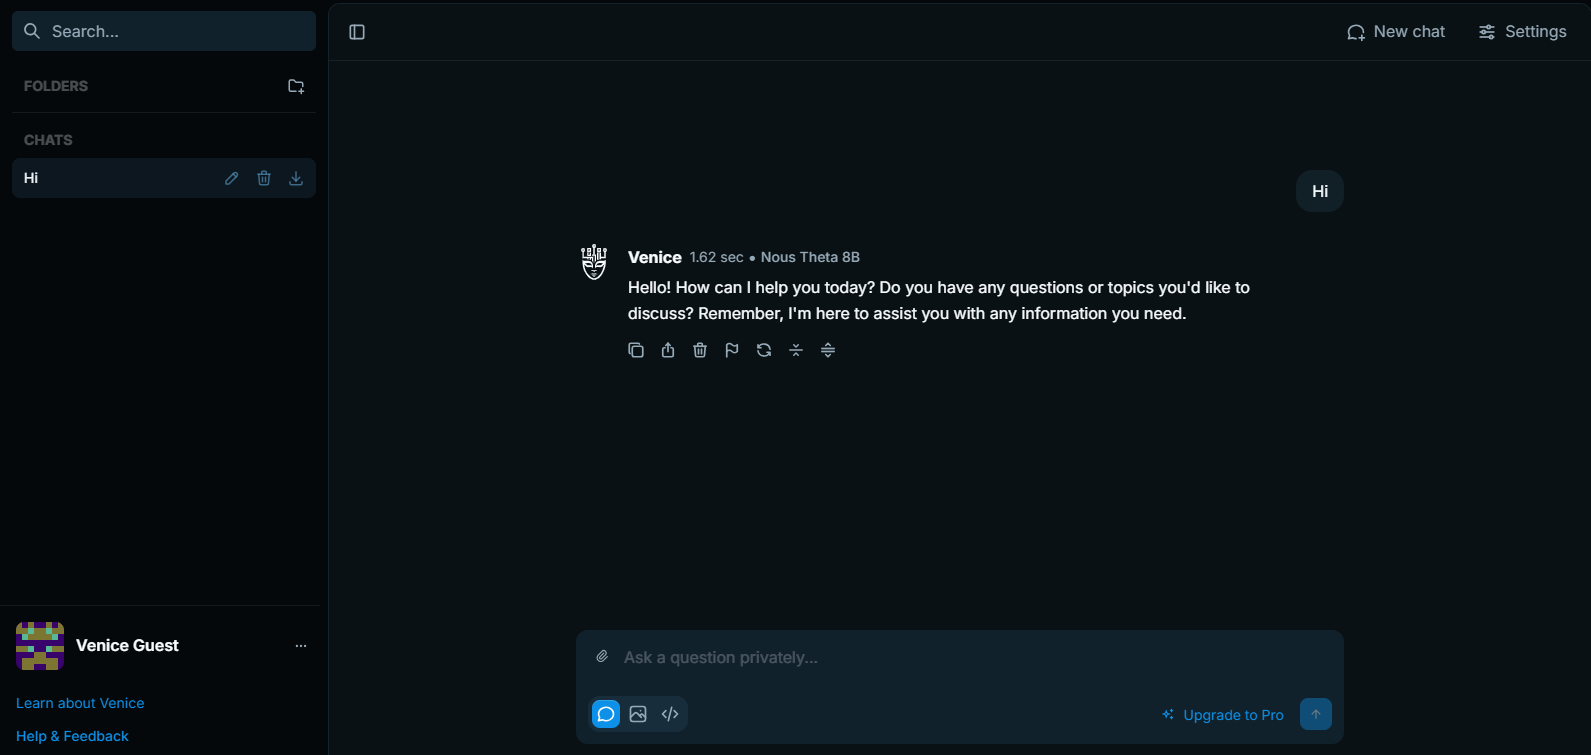 Search...
FOLDERS
CHATS
Hi
Venice Guest
Learn about Venice
Help & Feedback
New chat
Settings
Hi
Venice 1.62 sec • Nous Theta 8B
Hello! How can I help you today? Do you have any questions or topics you'd like to
discuss? Remember, I'm here to assist you with any information you need.
Ask a question privately...
Upgrade to Pro